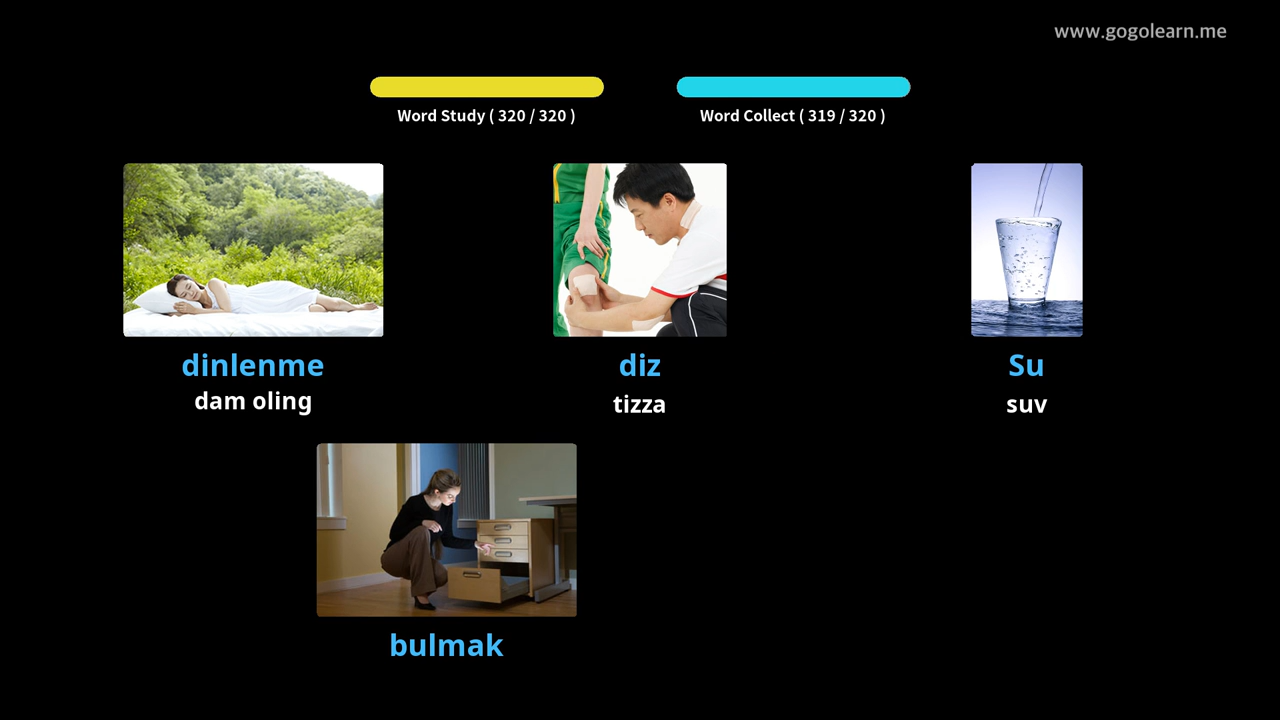 www.gogolearn.me
Word Study ( 320 / 320 )
Word Collect ( 319 / 320 )
dinlenme
dam oling
diz
tizza
Su
suv
bulmak